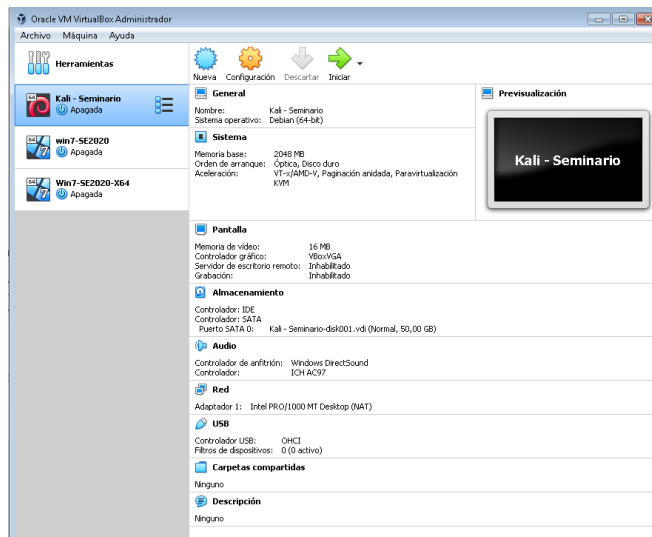 Oracle VM VirtualBox Administrador
Archivo Máquina Ayuda
Herramientas
Nueva Configuración Descartar Iniciar
Kali - Seminario
Apagada
win7-SE2020
Apagada
Win7-SE2020-X64
Apagada
General
Nombre: Kali - Seminario
Sistema operativo: Debian (64-bit)
Sistema
Memoria base: 2048 MB
Orden de arranque: Óptica, Disco duro
Aceleración: VT-x/AMD-V, Paginación anidada, Paravirtualización
KVM
Previsualización
Kali - Seminario
Pantalla
Memoria de vídeo: 16 MB
Controlador gráfico: VBoxVGA
Servidor de escritorio remoto: Inhabilitado
Grabación: Inhabilitado
Almacenamiento
Controlador: IDE
Controlador: SATA
Puerto SATA 0: Kali - Seminario-disk001.vdi (Normal, 50,00 GB)
Audio
Controlador de anfitrión: Windows DirectSound
Controlador: ICH AC97
Red
Adaptador 1: Intel PRO/1000 MT Desktop (NAT)
USB
Controlador USB: OHCI
Filtros de dispositivos: 0 (0 activo)
Carpetas compartidas
Ninguno
Descripción
Ninguno